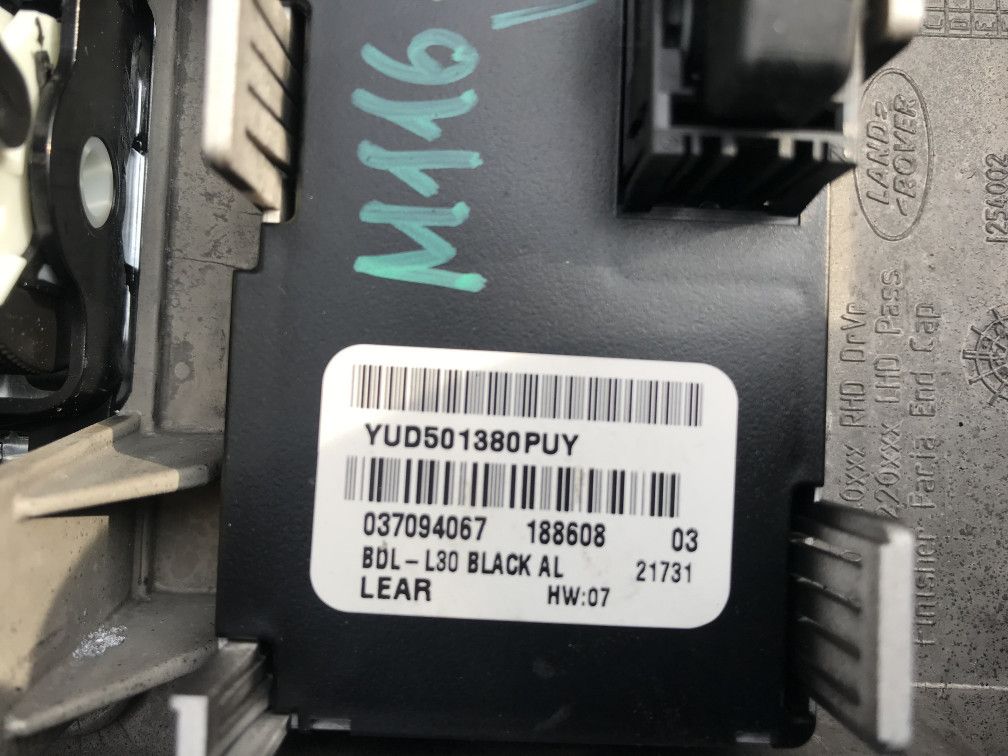 M116
YUD501380PUY
037094067 188608 03
BDL-L30 BLACK AL 21731
LEAR HW:07
LAND
ROVER
125A002
0xxx RHD DrVr
220xxx LHD Pass
Finisher Facia End Cap